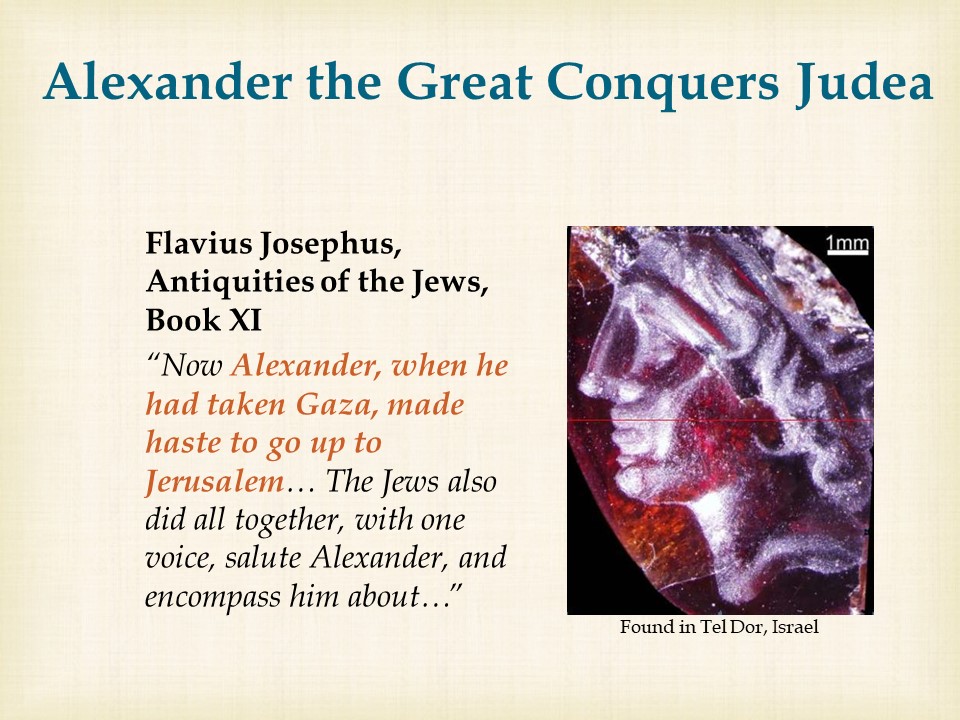 Alexander the Great Conquers Judea
Flavius Josephus,
Antiquities of the Jews,
Book XI
“Now Alexander, when he
had taken Gaza, made
haste to go up to
Jerusalem… The Jews also
did all together, with one
voice, salute Alexander, and
encompass him about…”
1mm
Found in Tel Dor, Israel